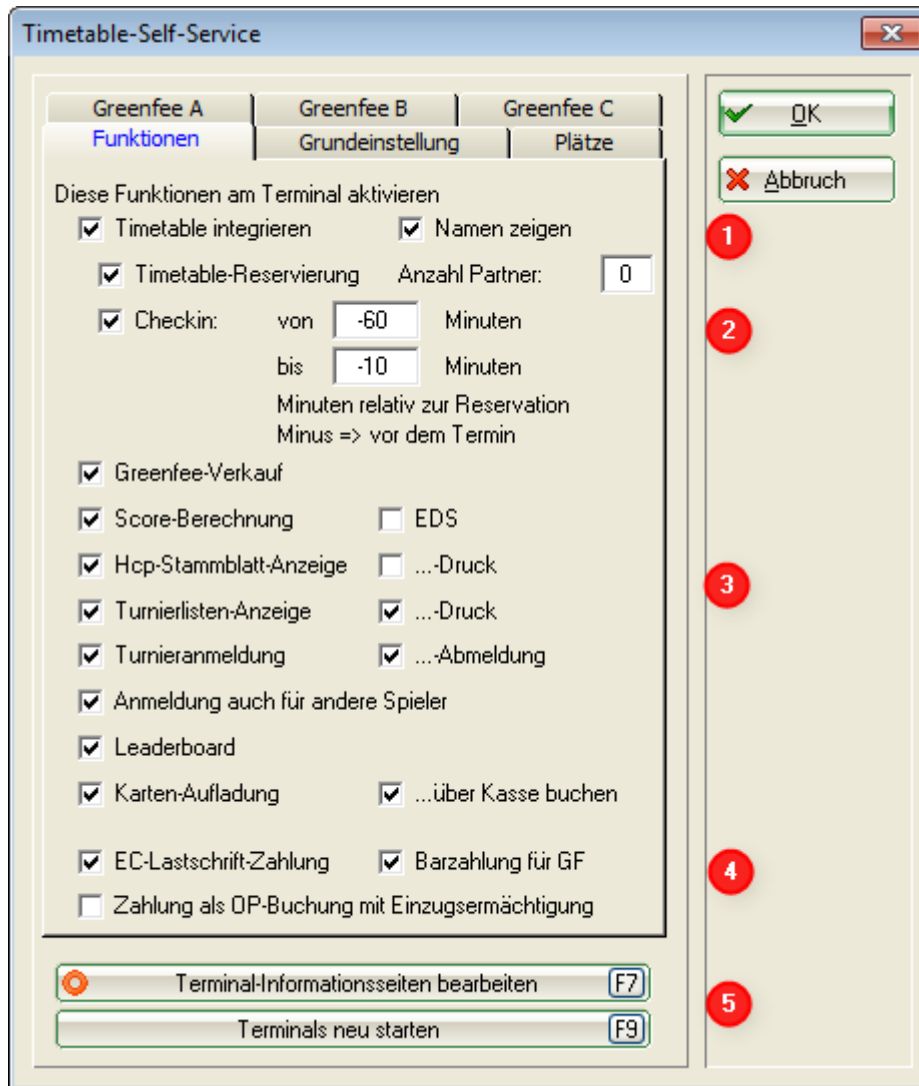 Timetable-Self-Service
Greenfee A Greenfee B Greenfee C
Funktionen Grundeinstellung Plätze
OK
Abbruch
Diese Funktionen am Terminal aktivieren
Timetable integrieren Namen zeigen
1
Timetable-Reservierung Anzahl Partner: 0
Checkin: von -60 Minuten
2
bis -10 Minuten
Minuten relativ zur Reservation
Minus => vor dem Termin
Greenfee-Verkauf
Score-Berechnung EDS
Hcp-Stammblatt-Anzeige ...-Druck
3
Turnierlisten-Anzeige ...-Druck
Turnieranmeldung ...-Abmeldung
Anmeldung auch für andere Spieler
Leaderboard
Karten-Aufladung ...über Kasse buchen
EC-Lastschrift-Zahlung Barzahlung für GF
4
Zahlung als OP-Buchung mit Einzugsermächtigung
Terminal-Informationsseiten bearbeiten F7
5
Terminals neu starten F9